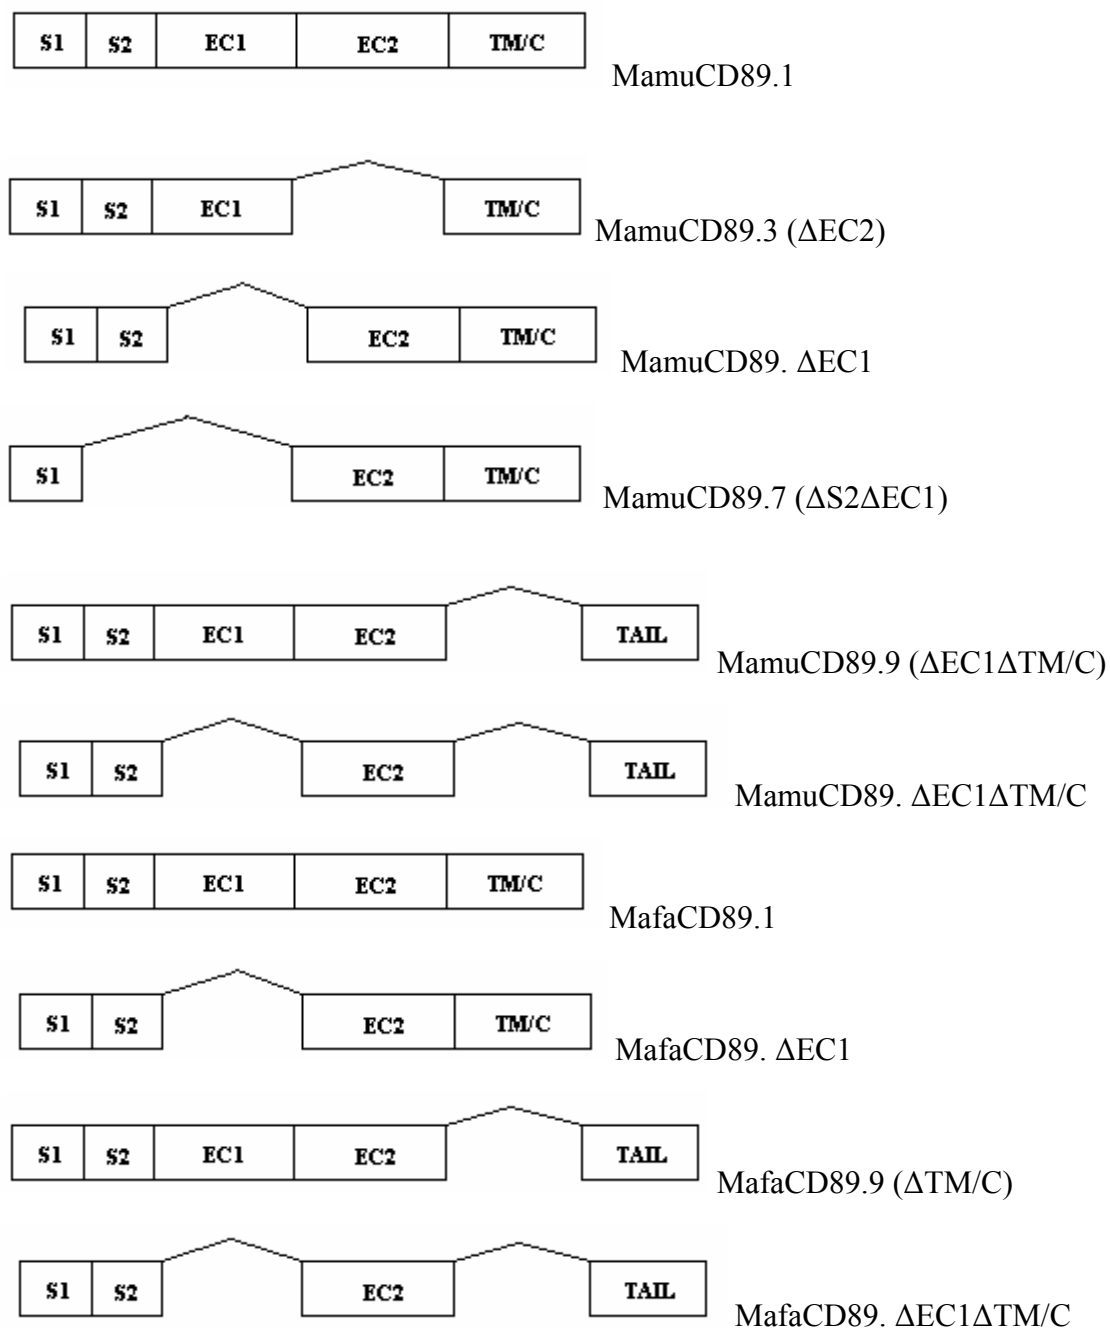 S1 S2 EC1 EC2 TM/C
MamuCD89.1
S1 S2 EC1 TM/C
MamuCD89.3 (ΔEC2)
S1 S2 EC2 TM/C
MamuCD89. ΔEC1
S1 EC2 TM/C
MamuCD89.7 (ΔS2ΔEC1)
S1 S2 EC1 EC2 TAIL
MamuCD89.9 (ΔEC1ΔTM/C)
S1 S2 EC2 TAIL
MamuCD89. ΔEC1ΔTM/C
S1 S2 EC1 EC2 TM/C
MafaCD89.1
S1 S2 EC2 TM/C
MafaCD89. ΔEC1
S1 S2 EC1 EC2 TAIL
MafaCD89.9 (ΔTM/C)
S1 S2 EC2 TAIL
MafaCD89. ΔEC1ΔTM/C